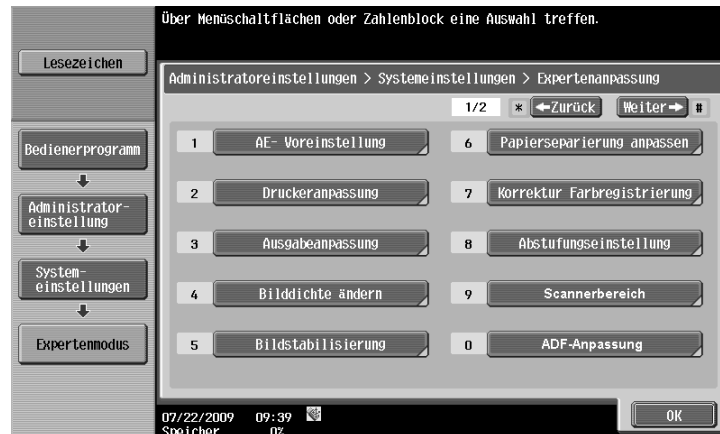 Über Menüschaltflächen oder Zahlenblock eine Auswahl treffen.
Lesezeichen
Administratoreinstellungen > Systemeinstellungen > Expertenanpassung
1/2 * ←Zurück Weiter→ #
Bedienerprogramm
Administrator-
einstellung
System-
einstellungen
Expertenmodus
1 AE- Voreinstellung
2 Druckeranpassung
3 Ausgabeanpassung
4 Bilddichte ändern
5 Bildstabilisierung
6 Papierseparierung anpassen
7 Korrektur Farbregistrierung
8 Abstufungseinstellung
9 Scannerbereich
0 ADF-Anpassung
07/22/2009 09:39
Speicher 0%
OK